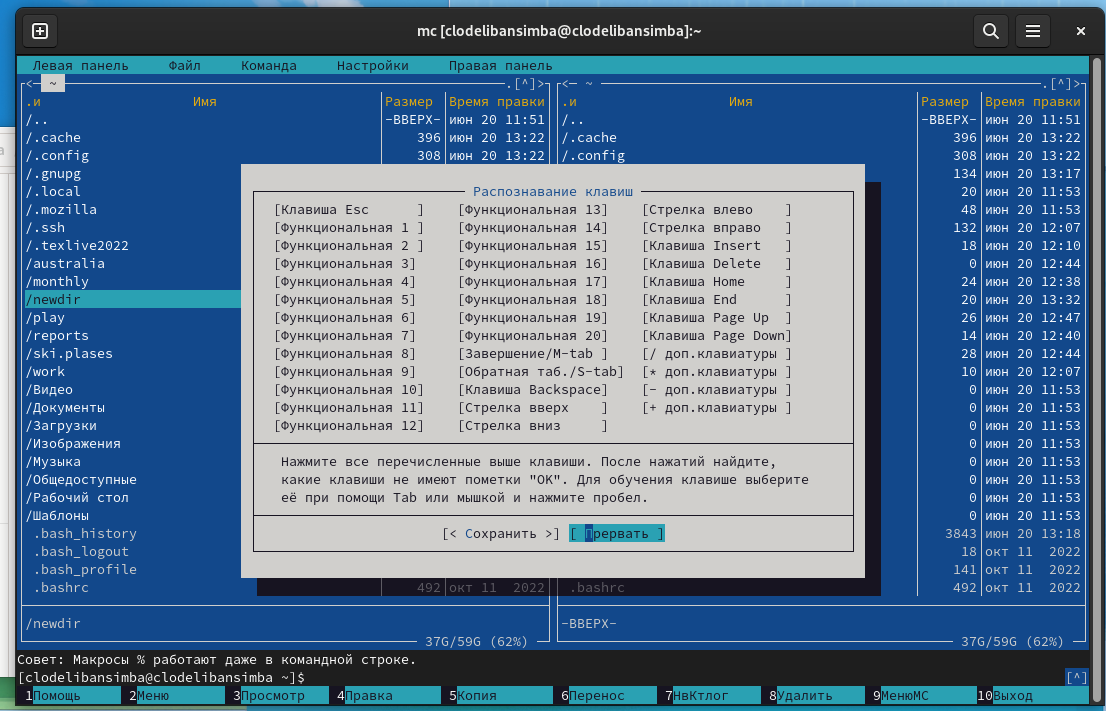 mc [clodelibansimba@clodelibansimba]:~
Левая панель Файл Команда Настройки Правая панель
<─ ~ .[^]> <─ ~ .[^]>
.и Имя Размер Время правки .и Имя Размер Время правки
/.. -ВВЕРХ- июн 20 11:51 /.. -ВВЕРХ- июн 20 11:51
/.cache 396 июн 20 13:22 /.cache 396 июн 20 13:22
/.config 308 июн 20 13:22 /.config 308 июн 20 13:22
/.gnupg 134 июн 20 13:17
/.local Распознавание клавиш 20 июн 20 11:53
/.mozilla [Клавиша Esc ] [Функциональная 13] [Стрелка влево ] 48 июн 20 11:53
/.ssh [Функциональная 1 ] [Функциональная 14] [Стрелка вправо ] 132 июн 20 12:07
/.texlive2022 [Функциональная 2 ] [Функциональная 15] [Клавиша Insert ] 18 июн 20 12:10
/australia [Функциональная 3] [Функциональная 16] [Клавиша Delete ] 0 июн 20 12:44
/monthly [Функциональная 4] [Функциональная 17] [Клавиша Home ] 24 июн 20 12:38
/newdir [Функциональная 5] [Функциональная 18] [Клавиша End ] 20 июн 20 13:32
/play [Функциональная 6] [Функциональная 19] [Клавиша Page Up ] 26 июн 20 12:47
/reports [Функциональная 7] [Функциональная 20] [Клавиша Page Down] 14 июн 20 12:40
/ski.plases [Функциональная 8] [Завершение/M-tab ] [/ доп.клавиатуры ] 28 июн 20 12:44
/work [Функциональная 9] [Обратная таб./S-tab] [* доп.клавиатуры ] 10 июн 20 12:07
/Видео [Функциональная 10] [Клавиша Backspace] [- доп.клавиатуры ] 0 июн 20 11:53
/Документы [Функциональная 11] [Стрелка вверх ] [+ доп.клавиатуры ] 0 июн 20 11:53
/Загрузки [Функциональная 12] [Стрелка вниз ] 0 июн 20 11:53
/Изображения 0 июн 20 11:53
/Музыка Нажмите все перечисленные выше клавиши. После нажатий найдите, 0 июн 20 11:53
/Общедоступные какие клавиши не имеют пометки "OK". Для обучения клавише выберите 0 июн 20 11:53
/Рабочий стол её при помощи Tab или мышкой и нажмите пробел. 0 июн 20 11:53
/Шаблоны 0 июн 20 11:53
.bash_history [< Сохранить >] [ Прервать ] 3843 июн 20 13:18
.bash_logout 18 окт 11 2022
.bash_profile 141 окт 11 2022
.bashrc 492 окт 11 2022 .bashrc 492 окт 11 2022
/newdir -ВВЕРХ-
37G/59G (62%) 37G/59G (62%)
Совет: Макросы % работают даже в командной строке.
[clodelibansimba@clodelibansimba ~]$ [^]
1Помощь 2Меню 3Просмотр 4Правка 5Копия 6Перенос 7НвКтлог 8Удалить 9МенюMC 10Выход